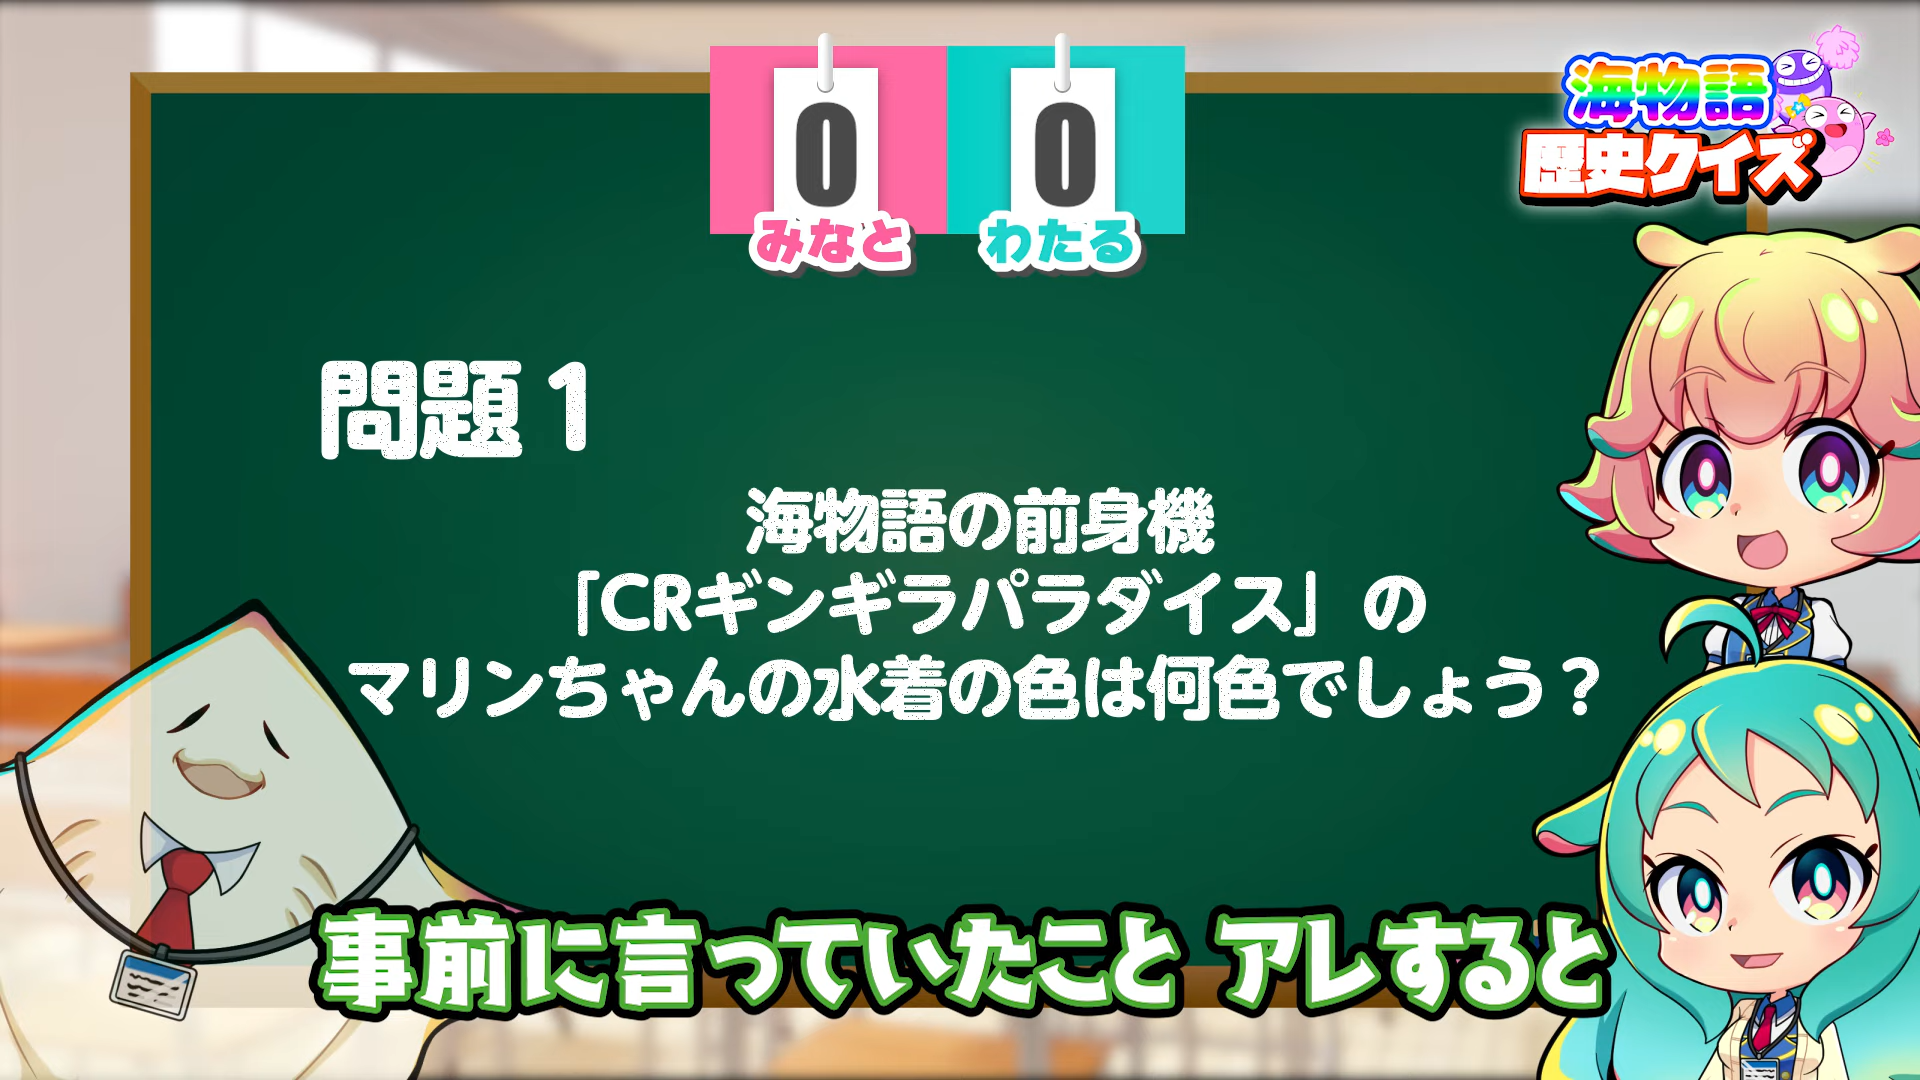 0
0
みなと
わたる
海物語
歴史クイズ
問題1
海物語の前身機
「CRギンギラパラダイス」の
マリンちゃんの水着の色は何色でしょう?
事前に言っていたこと アレすると